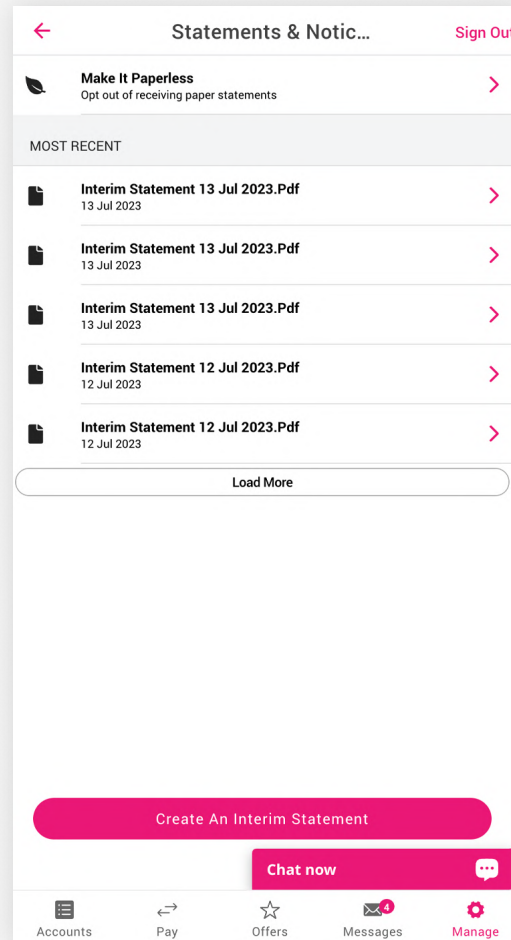 Statements & Notic...
Sign Out
Make It Paperless
Opt out of receiving paper statements
MOST RECENT
Interim Statement 13 Jul 2023.Pdf
13 Jul 2023
Interim Statement 13 Jul 2023.Pdf
13 Jul 2023
Interim Statement 13 Jul 2023.Pdf
13 Jul 2023
Interim Statement 12 Jul 2023.Pdf
12 Jul 2023
Interim Statement 12 Jul 2023.Pdf
12 Jul 2023
Load More
Create An Interim Statement
Chat now
4
Accounts
Pay
Offers
Messages
Manage